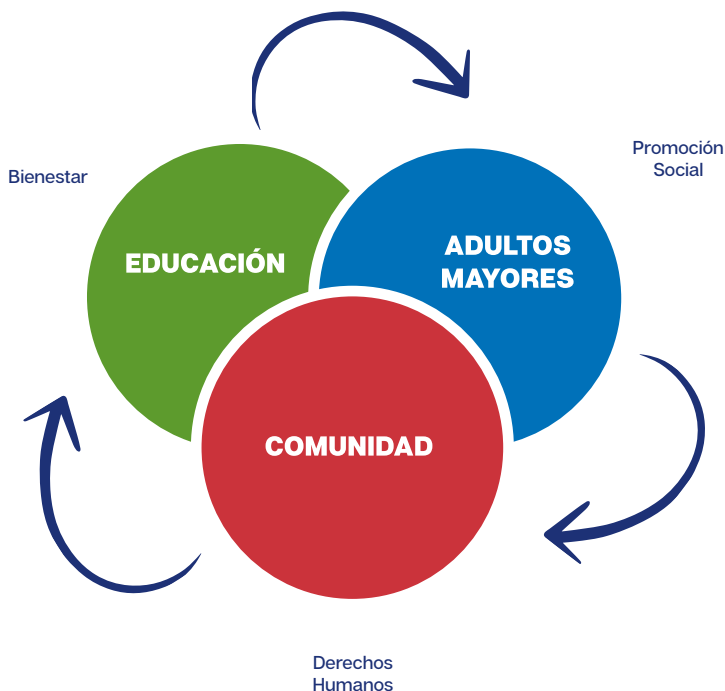 Promoción
Social
Bienestar
EDUCACIÓN
ADULTOS
MAYORES
COMUNIDAD
Derechos
Humanos